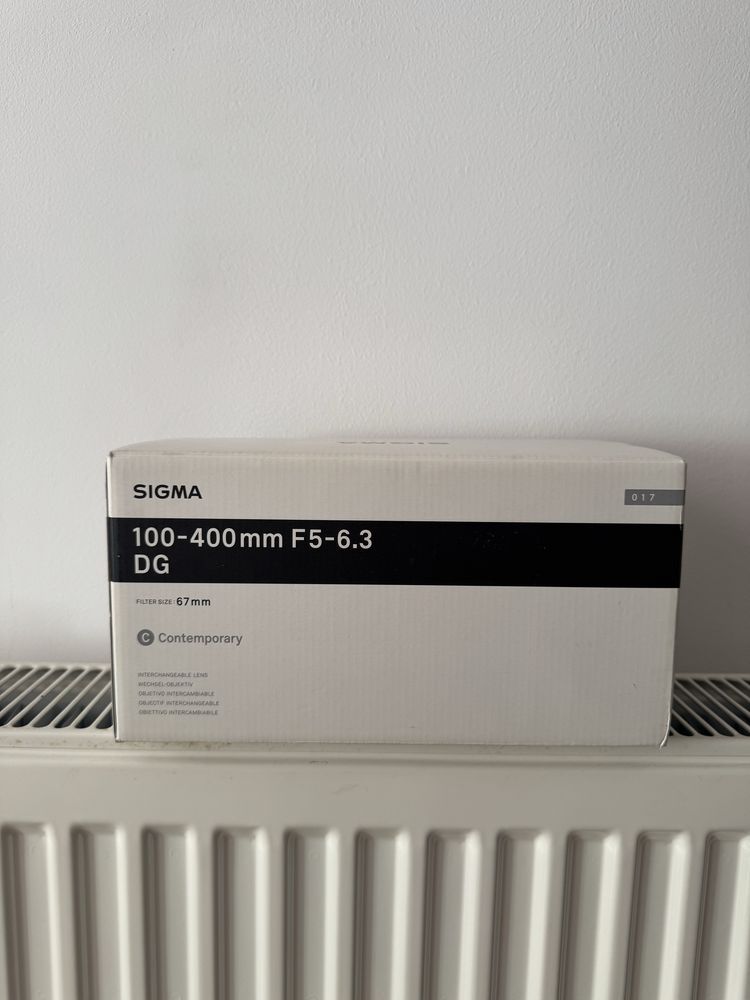 SIGMA
SIGMA
017
100-400mm F5-6.3
DG
FILTER SIZE: 67mm
C Contemporary
INTERCHANGEABLE LENS
WECHSEL-OBJEKTIV
OBJETIVO INTERCAMBIABLE
OBJECTIF INTERCHANGEABLE
OBIETTIVO INTERCAMBIABILE